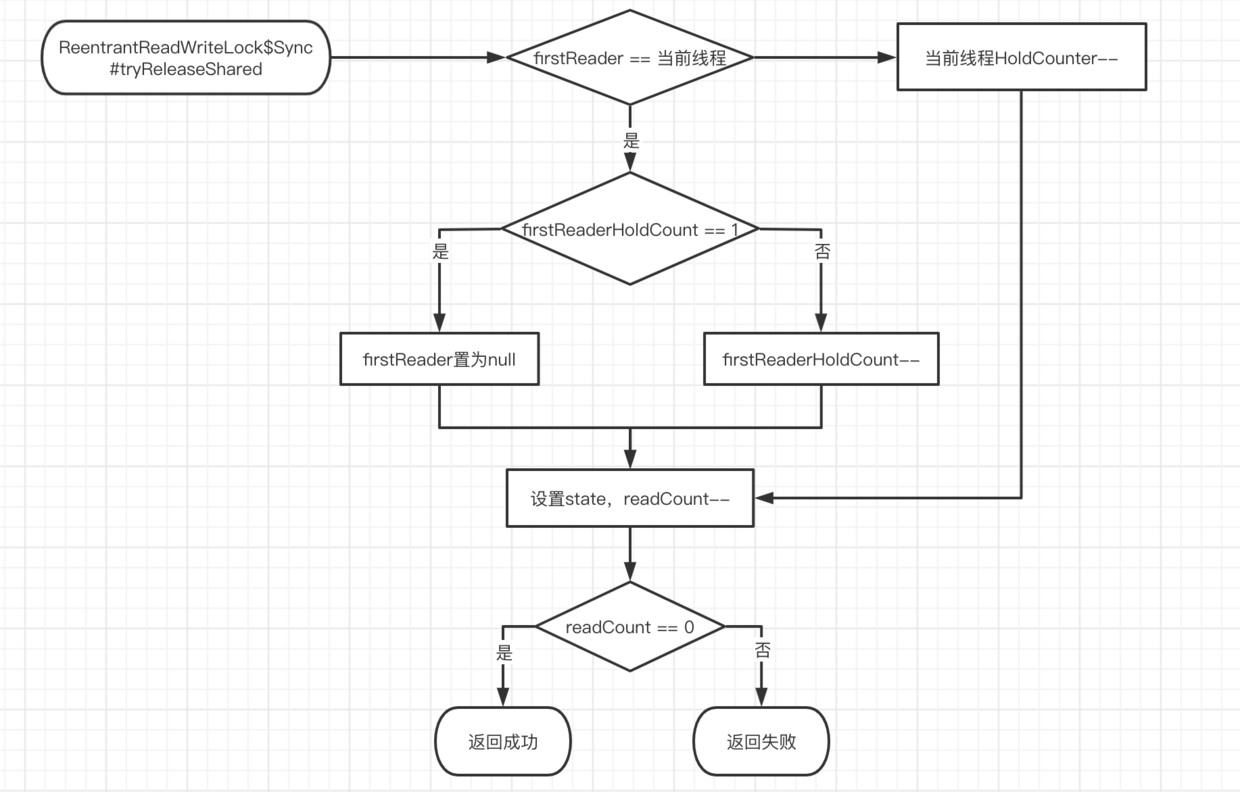 ReentrantReadWriteLock$Sync
#tryReleaseShared
firstReader == 当前线程
当前线程HoldCounter--
是
firstReaderHoldCount == 1
是
否
firstReader置为null
firstReaderHoldCount--
设置state，readCount--
readCount == 0
是
否
返回成功
返回失败